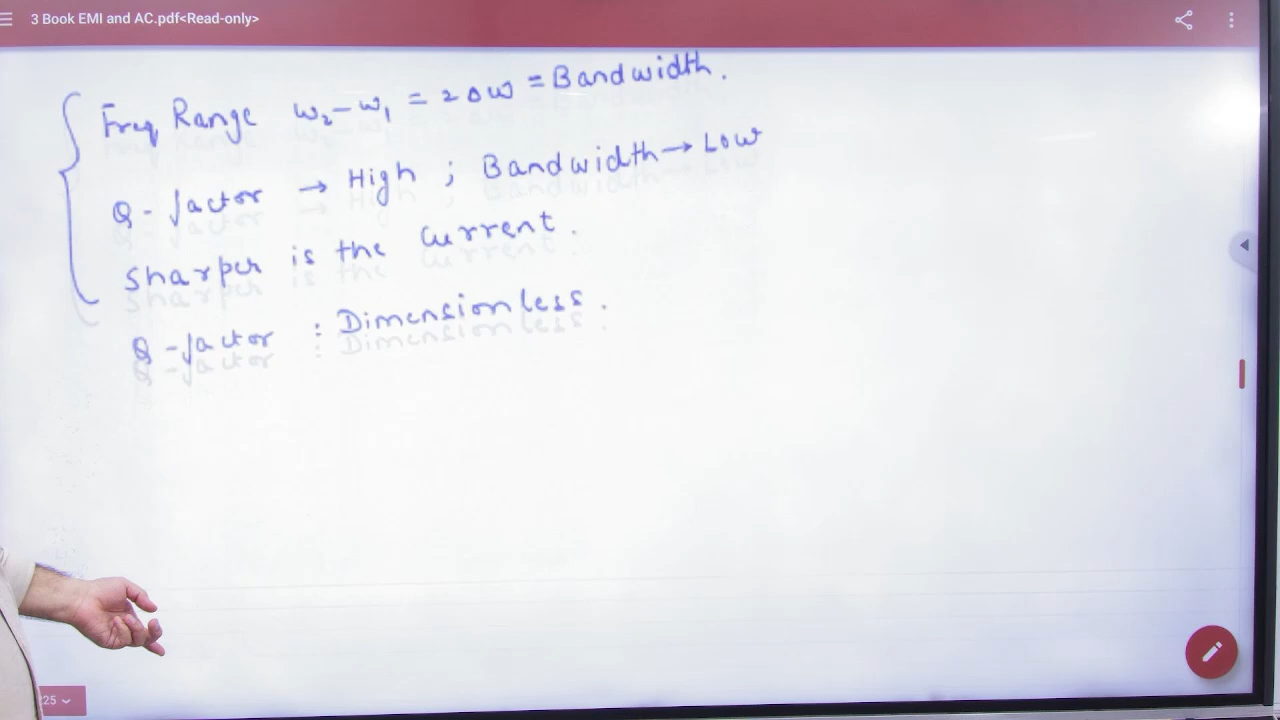 3 Book EMI and AC.pdf<Read-only>
Freq Range ω₂-ω₁ = 2Δω = Bandwidth.
Q-factor → High ; Bandwidth → Low
Sharper is the Current.
Q-factor : Dimensionless.
25